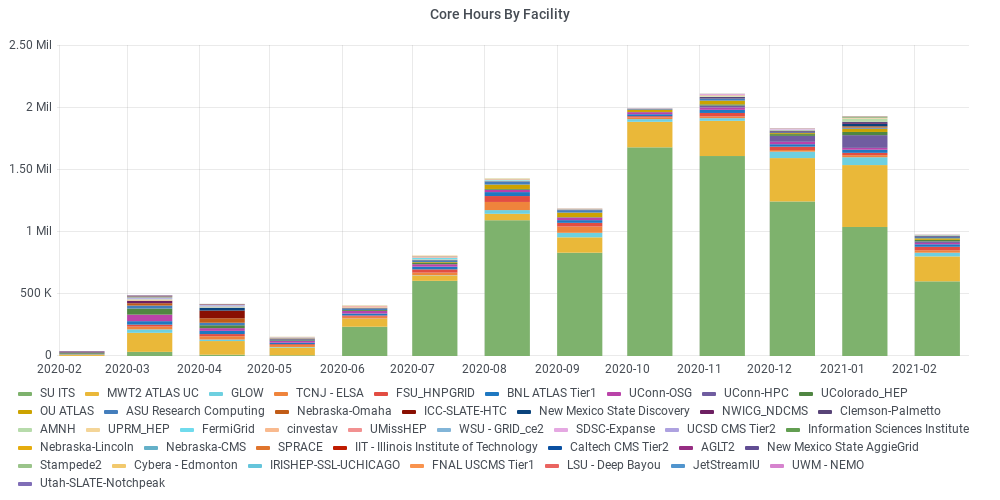 Core Hours By Facility
2.50 Mil
2 Mil
1.50 Mil
1 Mil
500 K
0
2020-02 2020-03 2020-04 2020-05 2020-06 2020-07 2020-08 2020-09 2020-10 2020-11 2020-12 2021-01 2021-02
SU ITS MWT2 ATLAS UC GLOW TCNJ - ELSA FSU_HNPGRID BNL ATLAS Tier1 UConn-OSG UConn-HPC UColorado_HEP
OU ATLAS ASU Research Computing Nebraska-Omaha ICC-SLATE-HTC New Mexico State Discovery NWICG_NDCMS Clemson-Palmetto
AMNH UPRM_HEP FermiGrid cinvestav UMissHEP WSU - GRID_ce2 SDSC-Expanse UCSD CMS Tier2 Information Sciences Institute
Nebraska-Lincoln Nebraska-CMS SPRACE IIT - Illinois Institute of Technology Caltech CMS Tier2 AGLT2 New Mexico State AggieGrid
Stampede2 Cybera - Edmonton IRISHEP-SSL-UCHICAGO FNAL USCMS Tier1 LSU - Deep Bayou JetStreamIU UWM - NEMO
Utah-SLATE-Notchpeak